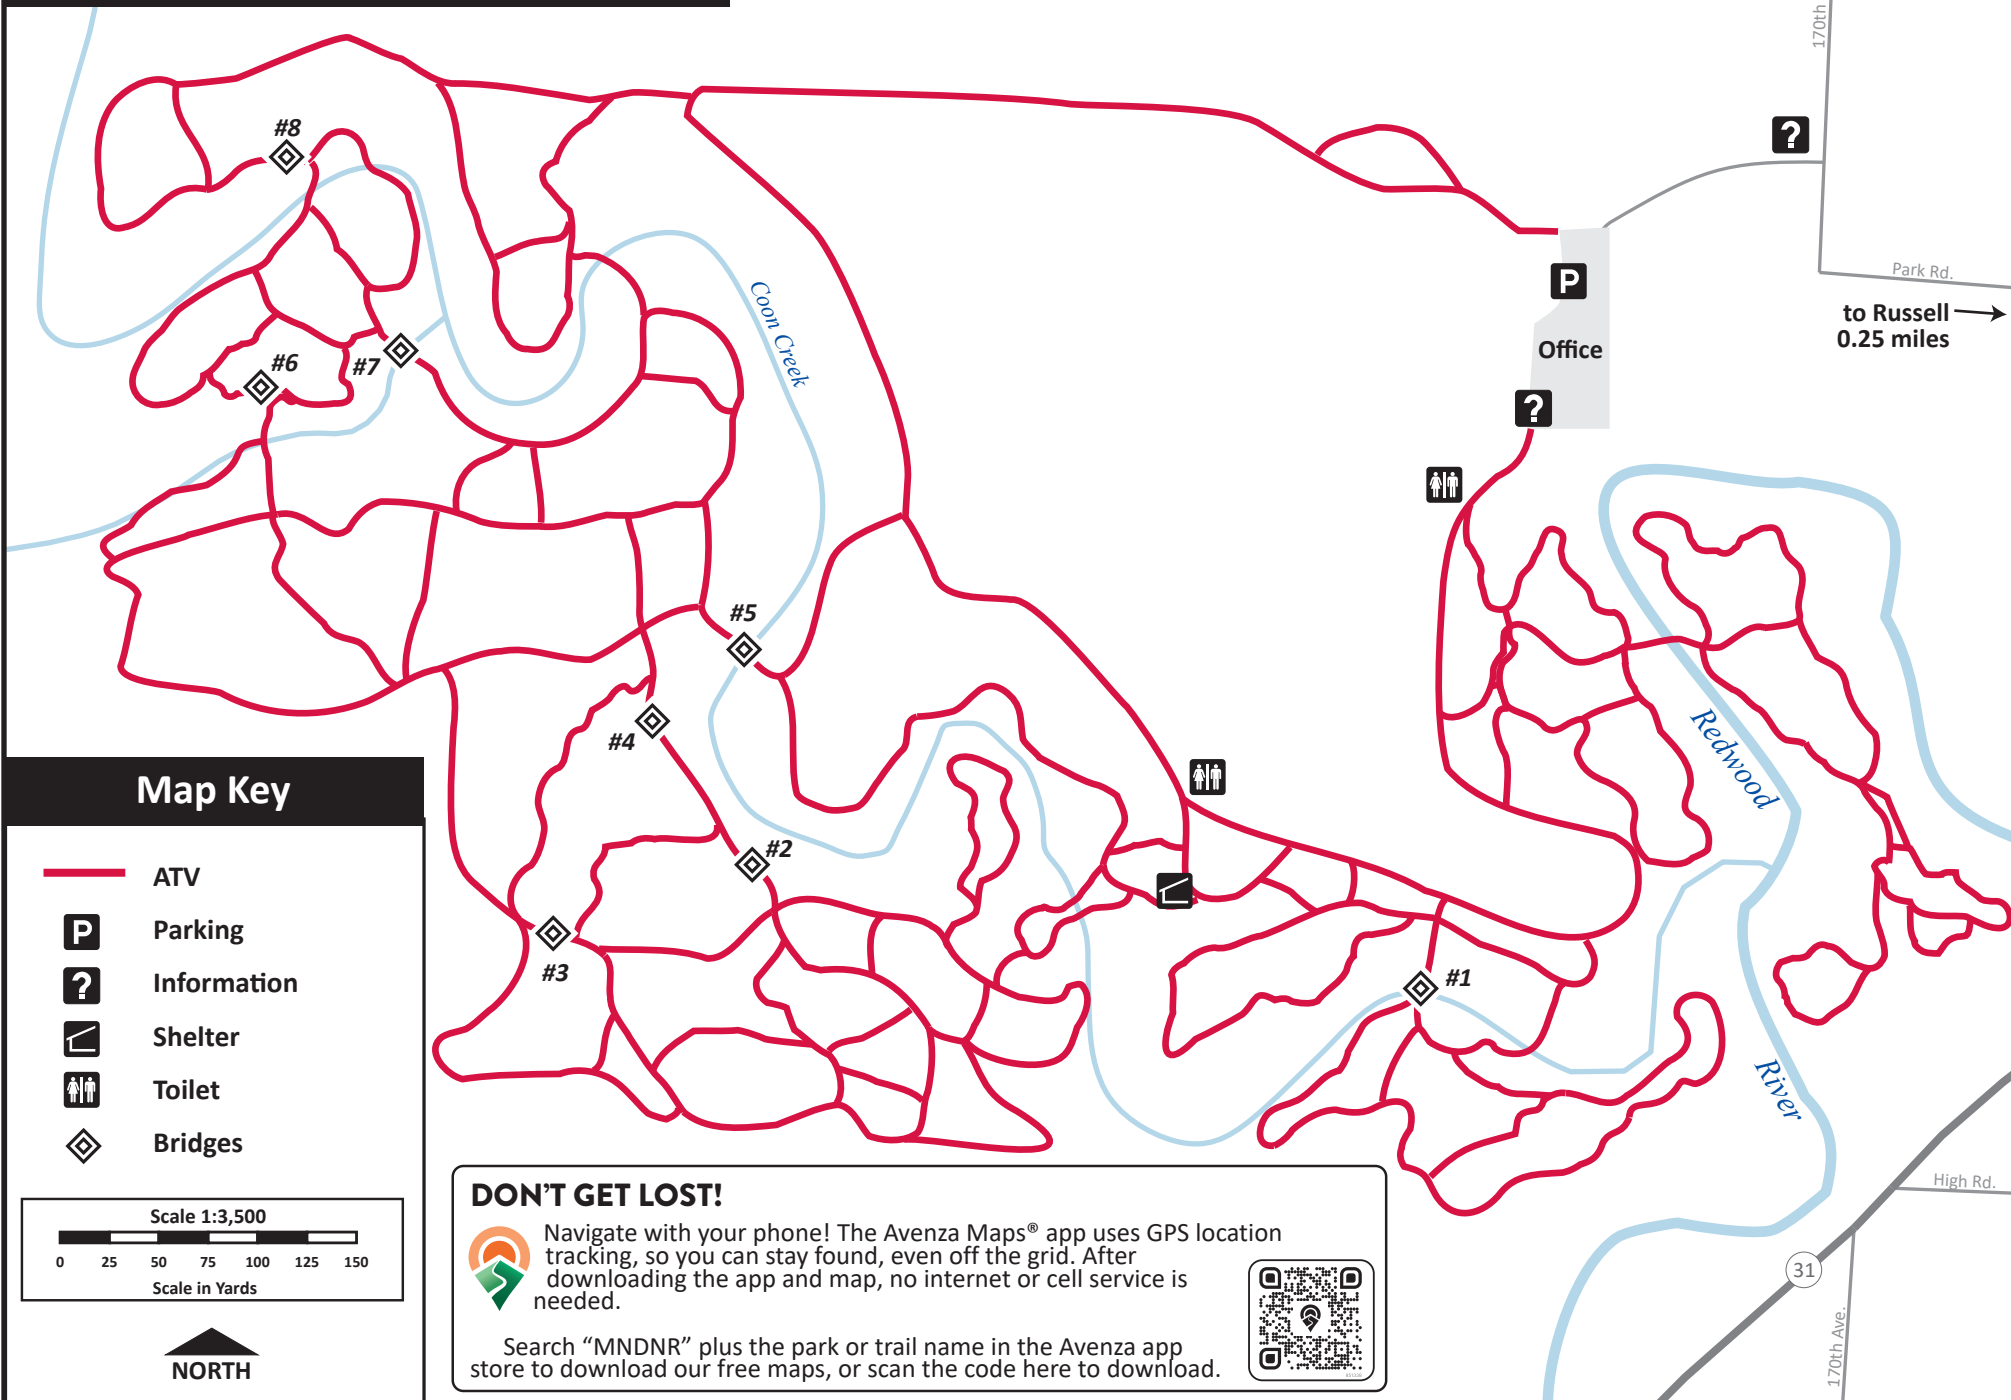 170th
#8
Coon Creek
Park Rd.
to Russell
0.25 miles
P
Office
#6
#7
#5
#4
#2
#3
#1
Redwood
River
Map Key
ATV
P Parking
? Information
Shelter
Toilet
Bridges
Scale 1:3,500
0 25 50 75 100 125 150
Scale in Yards
NORTH
DON'T GET LOST!
Navigate with your phone! The Avenza Maps® app uses GPS location
tracking, so you can stay found, even off the grid. After
downloading the app and map, no internet or cell service is
needed.
Search “MNDNR” plus the park or trail name in the Avenza app
store to download our free maps, or scan the code here to download.
High Rd.
31
170th Ave.